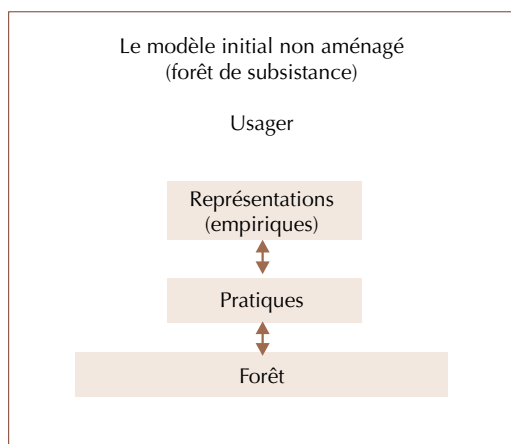 Le modèle initial non aménagé
(forêt de subsistance)
Usager
Représentations
(empiriques)
Pratiques
Forêt